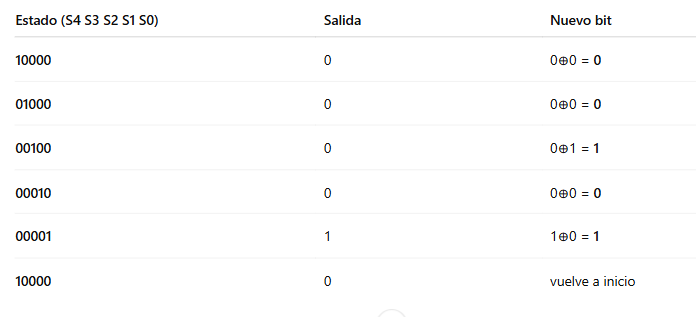 Estado (S4 S3 S2 S1 S0) Salida Nuevo bit
10000 0 0⊕0 = 0
01000 0 0⊕0 = 0
00100 0 0⊕1 = 1
00010 0 0⊕0 = 0
00001 1 1⊕0 = 1
10000 0 vuelve a inicio